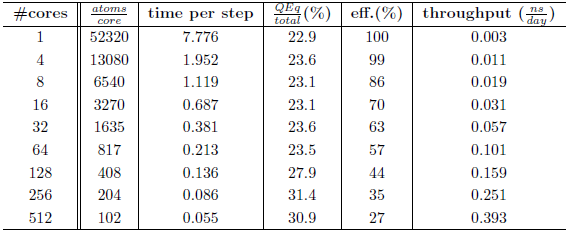 #cores atoms/core time per step QEq/total(%) eff.(%) throughput (ns/day)
1 52320 7.776 22.9 100 0.003
4 13080 1.952 23.6 99 0.011
8 6540 1.119 23.1 86 0.019
16 3270 0.687 23.1 70 0.031
32 1635 0.381 23.6 63 0.057
64 817 0.213 23.5 57 0.101
128 408 0.136 27.9 44 0.159
256 204 0.086 31.4 35 0.251
512 102 0.055 30.9 27 0.393